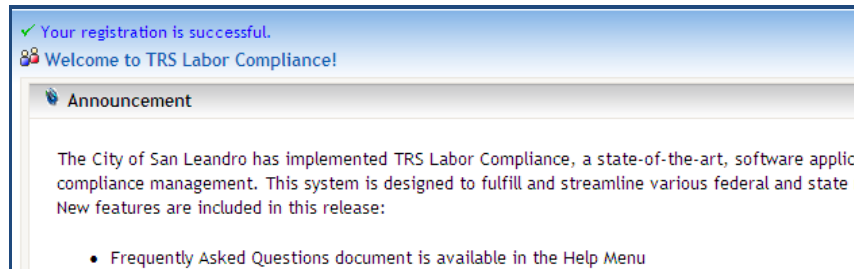 Your registration is successful.
Welcome to TRS Labor Compliance!
Announcement
The City of San Leandro has implemented TRS Labor Compliance, a state-of-the-art, software
compliance management. This system is designed to fulfill and streamline various federal and state
New features are included in this release:
• Frequently Asked Questions document is available in the Help Menu